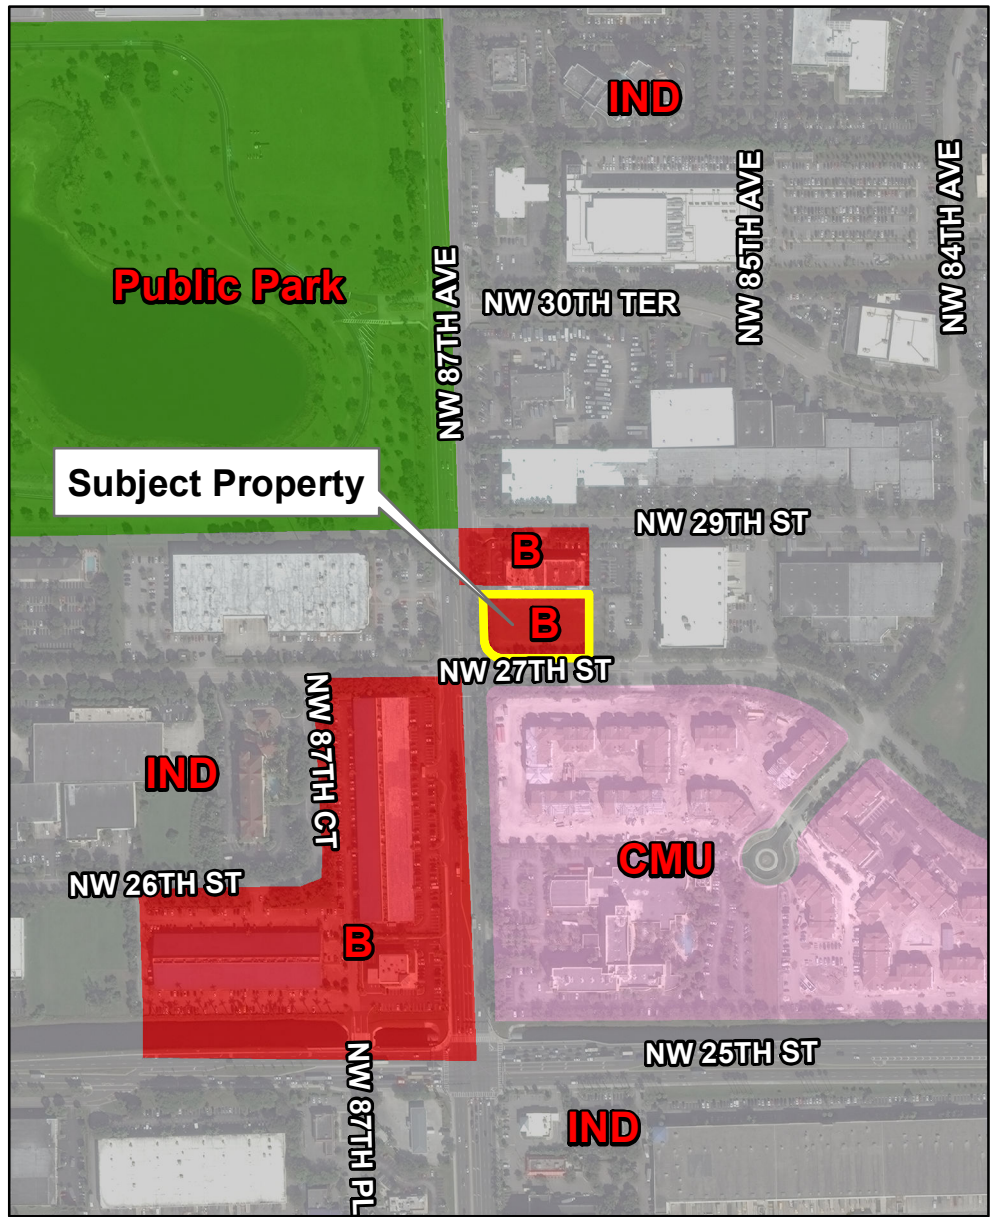 IND
NW 85TH AVE
NW 84TH AVE
Public Park
NW 87TH AVE
NW 30TH TER
Subject Property
NW 29TH ST
B
B
NW 27TH ST
NW 87TH CT
IND
CMU
NW 26TH ST
B
NW 25TH ST
NW 87TH PL
IND